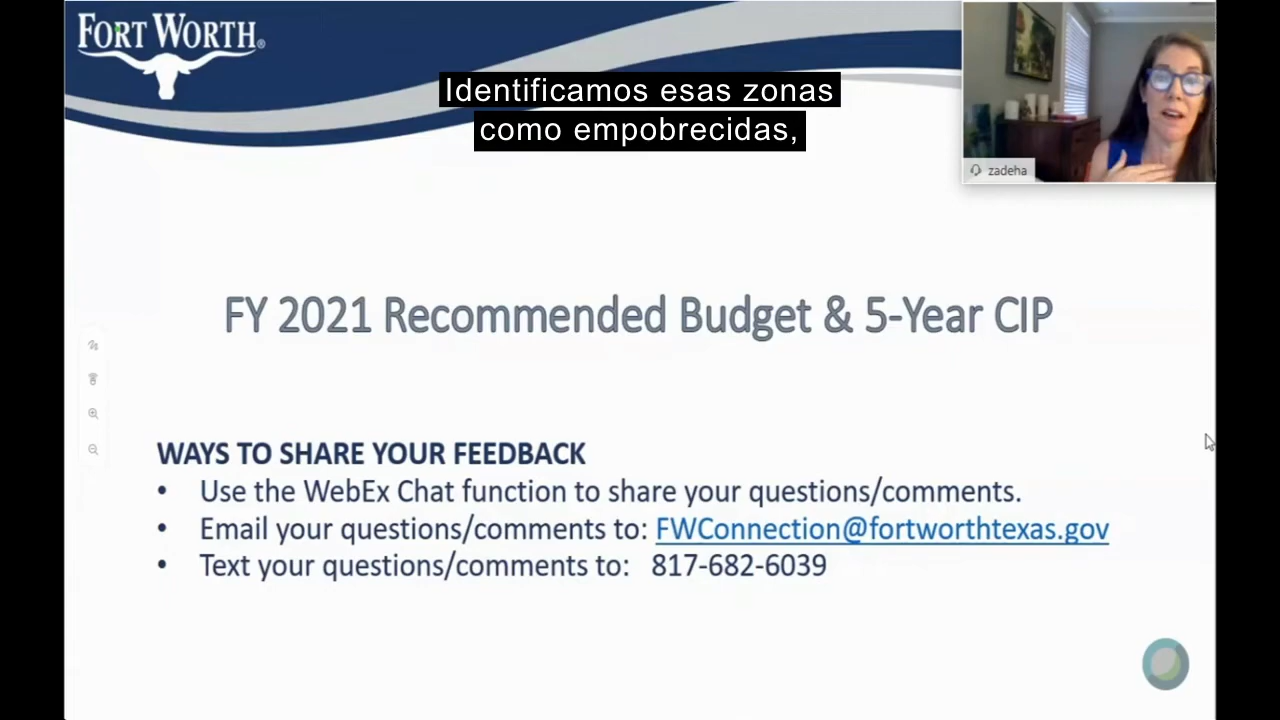 FORT WORTH®
Identificamos esas zonas
como empobrecidas,
zadeha
FY 2021 Recommended Budget & 5-Year CIP
WAYS TO SHARE YOUR FEEDBACK
• Use the WebEx Chat function to share your questions/comments.
• Email your questions/comments to: FWConnection@fortworthtexas.gov
• Text your questions/comments to: 817-682-6039